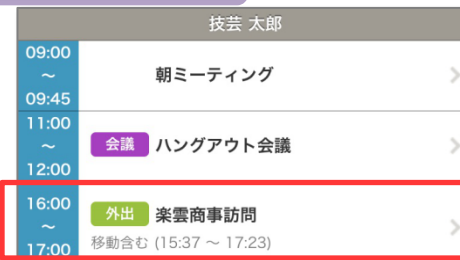 技芸 太郎
09:00
~
09:45
朝ミーティング
11:00
~
12:00
会議 ハングアウト会議
16:00
~
17:00
外出 楽雲商事訪問
移動含む (15:37 ~ 17:23)